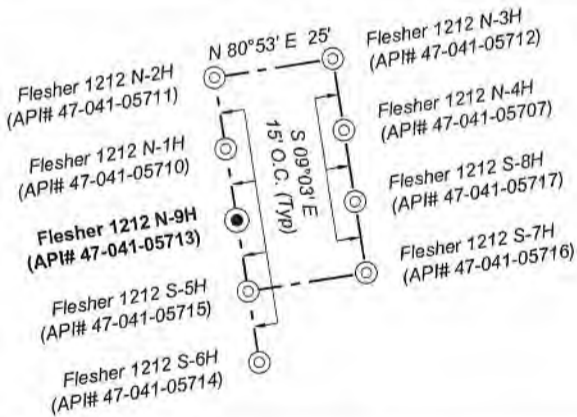 N 80°53' E 25'
Flesher 1212 N-2H
(API# 47-041-05711)
Flesher 1212 N-1H
(API# 47-041-05710)
Flesher 1212 N-9H
(API# 47-041-05713)
Flesher 1212 S-5H
(API# 47-041-05715)
Flesher 1212 S-6H
(API# 47-041-05714)
S 09°03' E
15' O.C. (Typ)
Flesher 1212 N-3H
(API# 47-041-05712)
Flesher 1212 N-4H
(API# 47-041-05707)
Flesher 1212 S-8H
(API# 47-041-05717)
Flesher 1212 S-7H
(API# 47-041-05716)